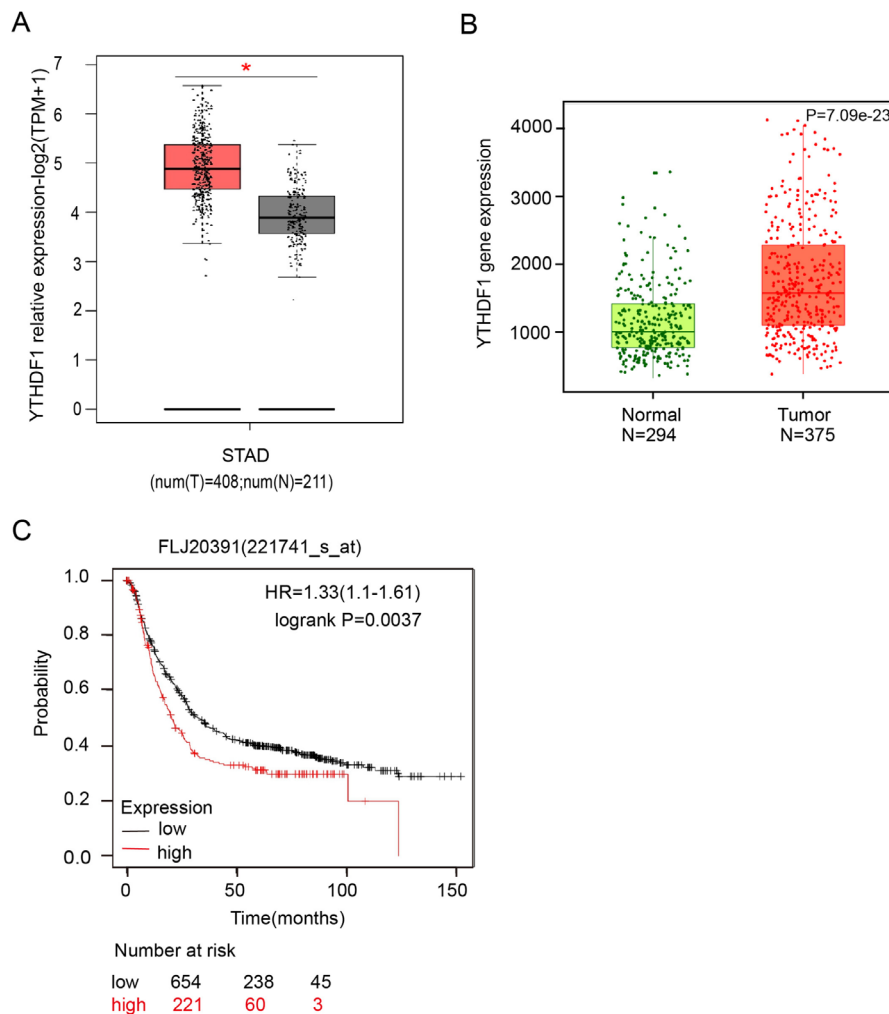 A
YTHDF1 relative expression-log2(TPM+1)
7
6
5
4
3
2
1
0
*
STAD
(num(T)=408;num(N)=211)
B
YTHDF1 gene expression
4000
3000
2000
1000
P=7.09e-23
Normal
N=294
Tumor
N=375
C
FLJ20391(221741_s_at)
HR=1.33(1.1-1.61)
logrank P=0.0037
Probability
1.0
0.8
0.6
0.4
0.2
0.0
Expression
low
high
0 50 100 150
Time(months)
Number at risk
low 654 238 45
high 221 60 3